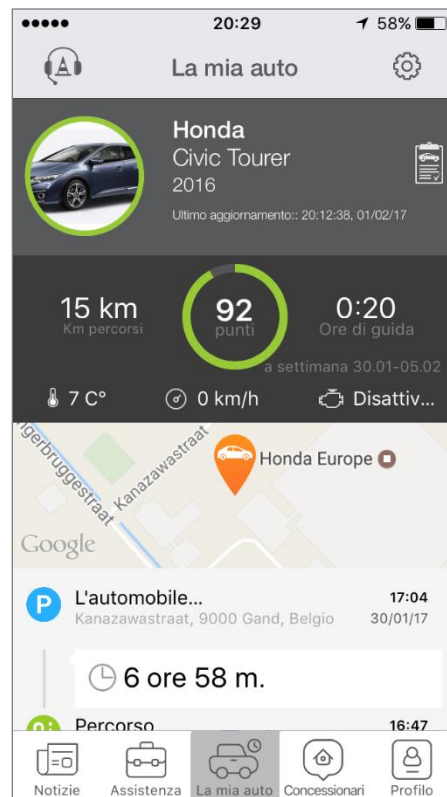 20:29 58%
La mia auto
Honda
Civic Tourer
2016
Ultimo aggiornamento:: 20:12:38, 01/02/17
15 km 92 0:20
Km percorsi punti Ore di guida
a settimana 30.01-05.02
7 C° 0 km/h Disattiv...
Kanazawastraat
Honda Europe
Google
P L'automobile... 17:04
Kanazawastraat, 9000 Gand, Belgio 30/01/17
6 ore 58 m.
Percorso 16:47
Notizie Assistenza La mia auto Concessionari Profilo